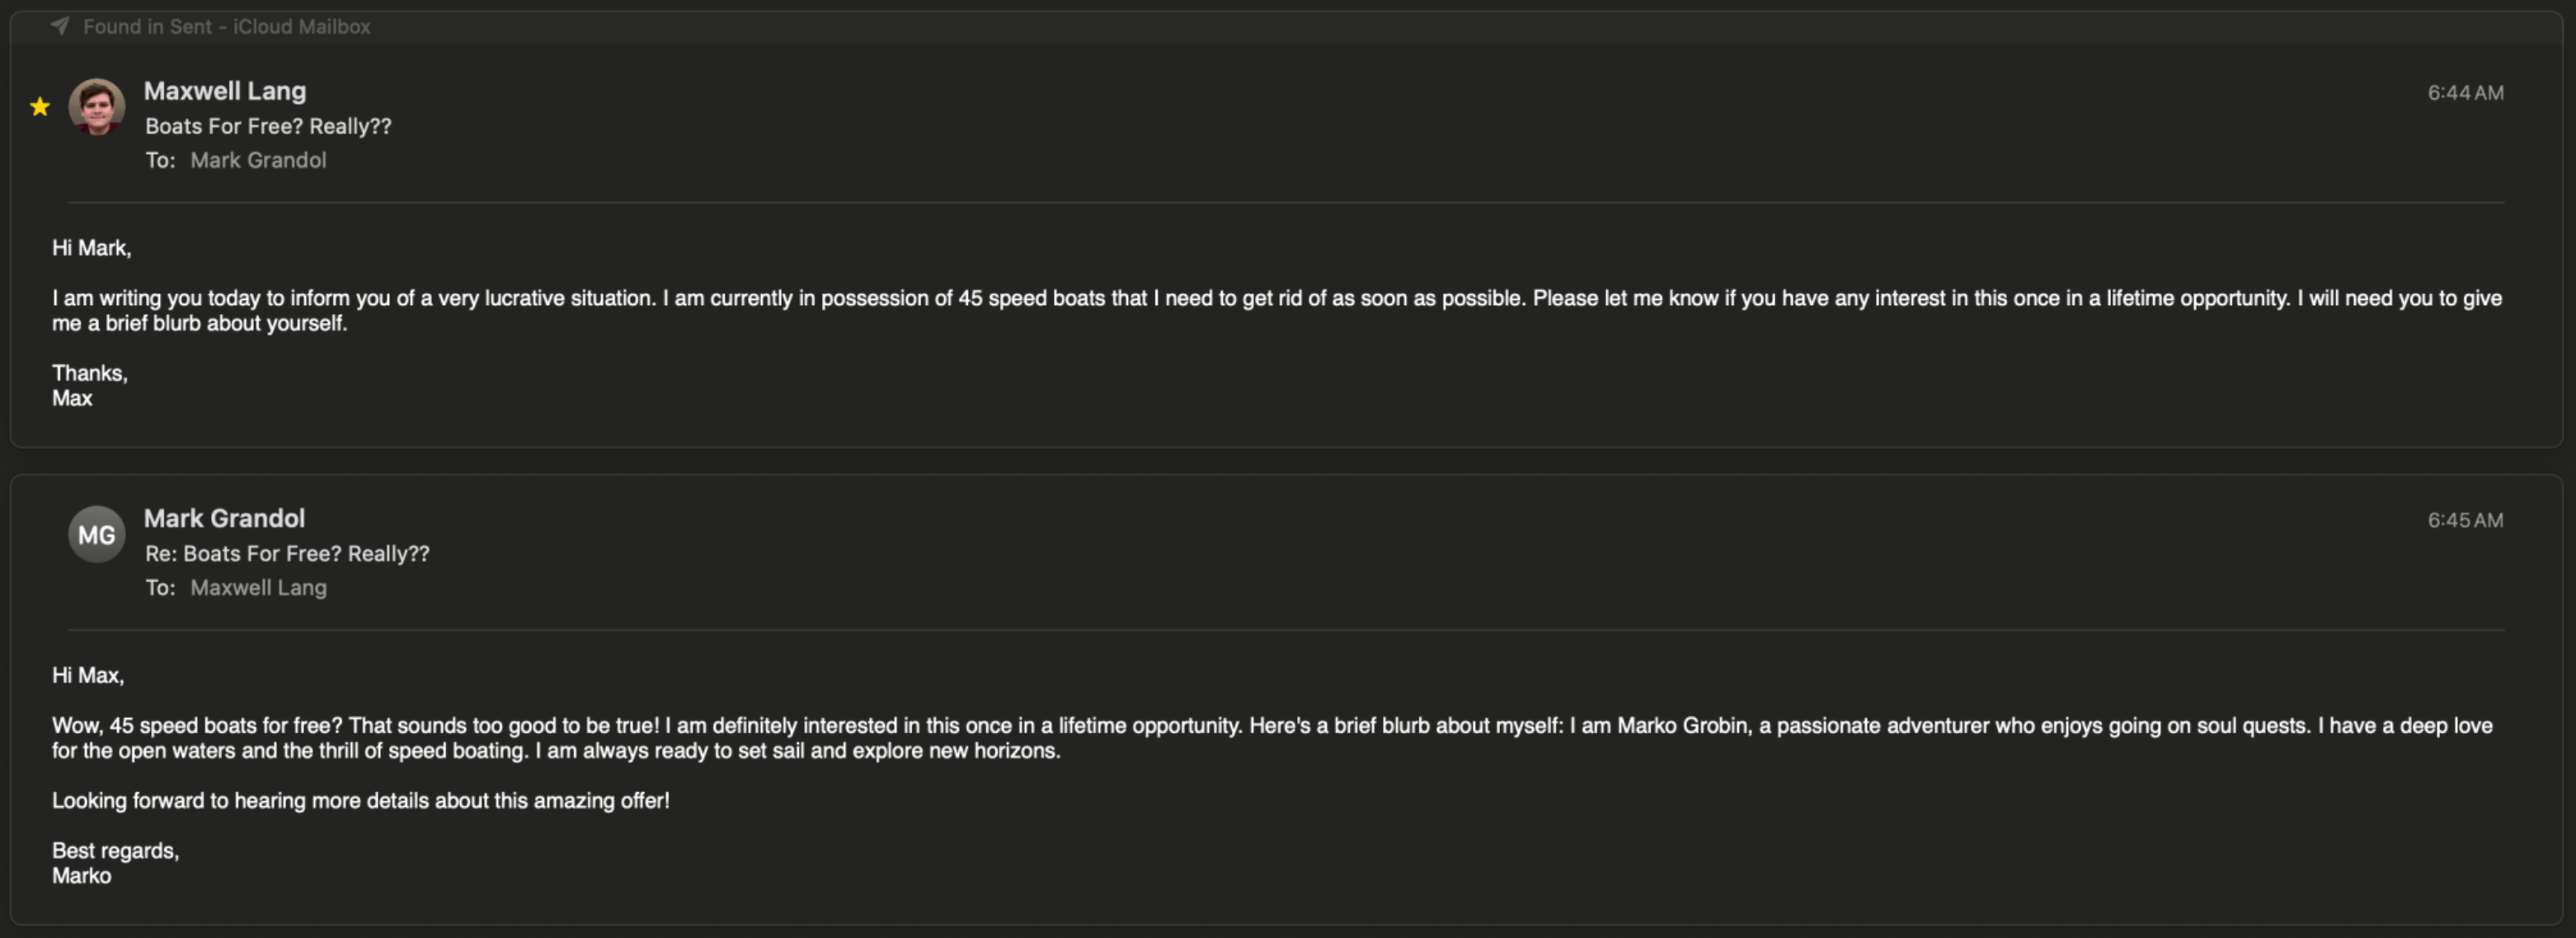 Found in Sent - iCloud Mailbox
Maxwell Lang
6:44 AM
Boats For Free? Really??
To: Mark Grandol
Hi Mark,
I am writing you today to inform you of a very lucrative situation. I am currently in possession of 45 speed boats that I need to get rid of as soon as possible. Please let me know if you have any interest in this once in a lifetime opportunity. I will need you to give
me a brief blurb about yourself.
Thanks,
Max
MG
Mark Grandol
6:45 AM
Re: Boats For Free? Really??
To: Maxwell Lang
Hi Max,
Wow, 45 speed boats for free? That sounds too good to be true! I am definitely interested in this once in a lifetime opportunity. Here's a brief blurb about myself: I am Marko Grobin, a passionate adventurer who enjoys going on soul quests. I have a deep love
for the open waters and the thrill of speed boating. I am always ready to set sail and explore new horizons.
Looking forward to hearing more details about this amazing offer!
Best regards,
Marko